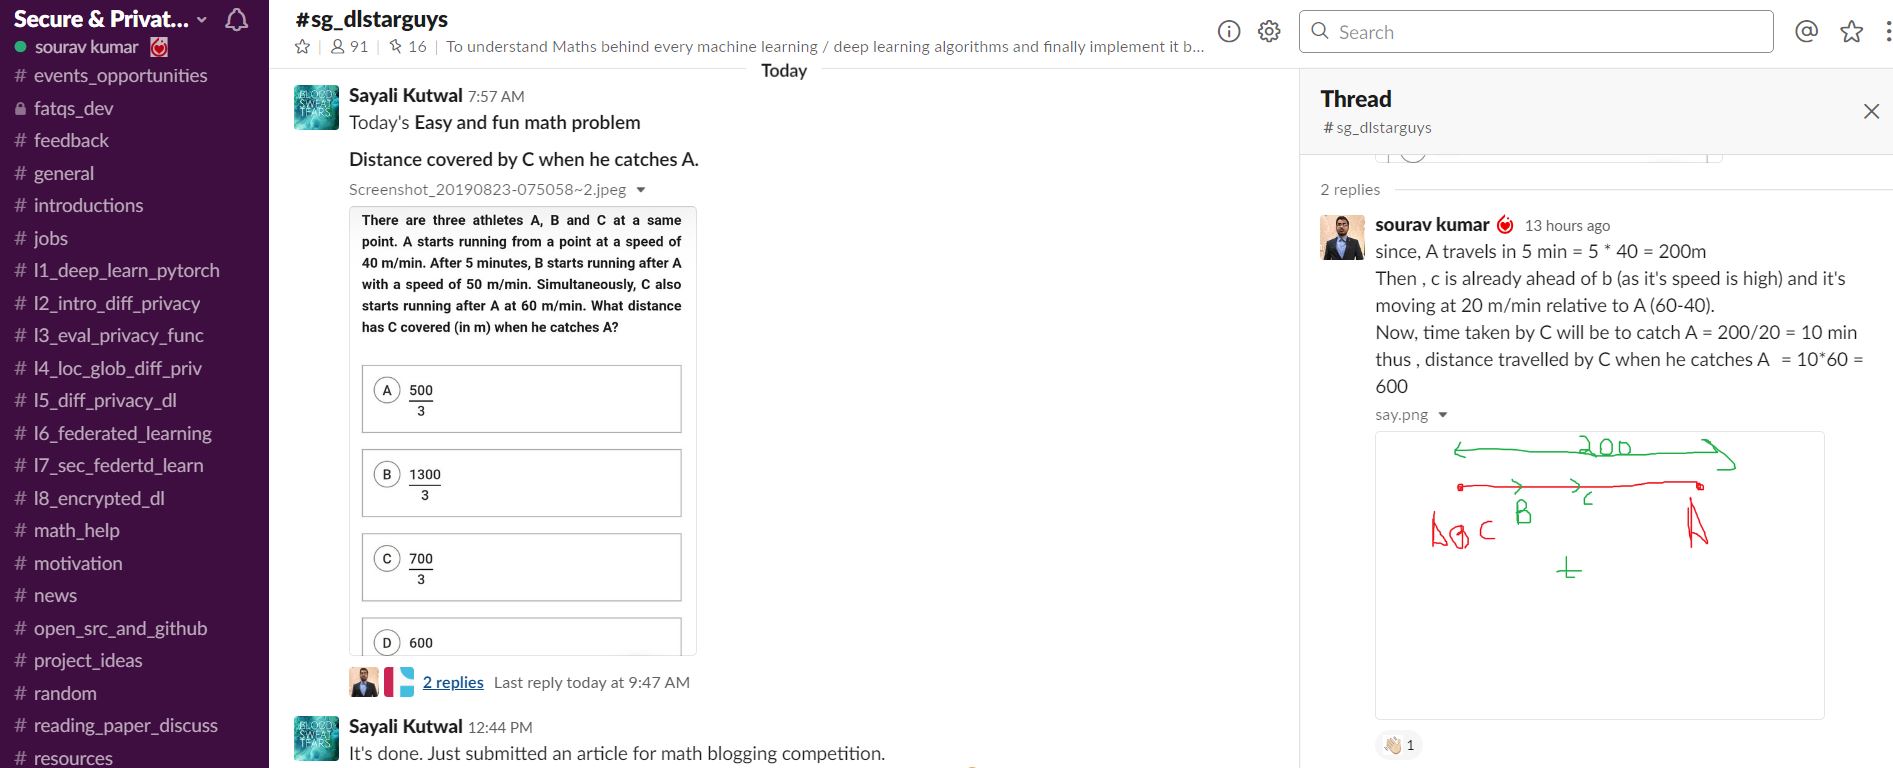 Secure & Privat...
sourav kumar
# events_opportunities
fatqs_dev
# feedback
# general
# introductions
# jobs
# l1_deep_learn_pytorch
# l2_intro_diff_privacy
# l3_eval_privacy_func
# l4_loc_glob_diff_priv
# l5_diff_privacy_dl
# l6_federated_learning
# l7_sec_federtd_learn
# l8_encrypted_dl
# math_help
# motivation
# news
# open_src_and_github
# project_ideas
# random
# reading_paper_discuss
# resources
#sg_dlstarguys
91 | 16 | To understand Maths behind every machine learning / deep learning algorithms and finally implement it b...
Search
Today
Sayali Kutwal 7:57 AM
Today's Easy and fun math problem
Distance covered by C when he catches A.
Screenshot_20190823-075058~2.jpeg
There are three athletes A, B and C at a same
point. A starts running from a point at a speed of
40 m/min. After 5 minutes, B starts running after A
with a speed of 50 m/min. Simultaneously, C also
starts running after A at 60 m/min. What distance
has C covered (in m) when he catches A?
A 500
3
B 1300
3
C 700
3
D 600
2 replies Last reply today at 9:47 AM
Sayali Kutwal 12:44 PM
It's done. Just submitted an article for math blogging competition.
Thread
# sg_dlstarguys
2 replies
sourav kumar 13 hours ago
since, A travels in 5 min = 5 * 40 = 200m
Then , c is already ahead of b (as it's speed is high) and it's
moving at 20 m/min relative to A (60-40).
Now, time taken by C will be to catch A = 200/20 = 10 min
thus , distance travelled by C when he catches A = 10*60 =
600
say.png
200
B C
A B C A
t
1